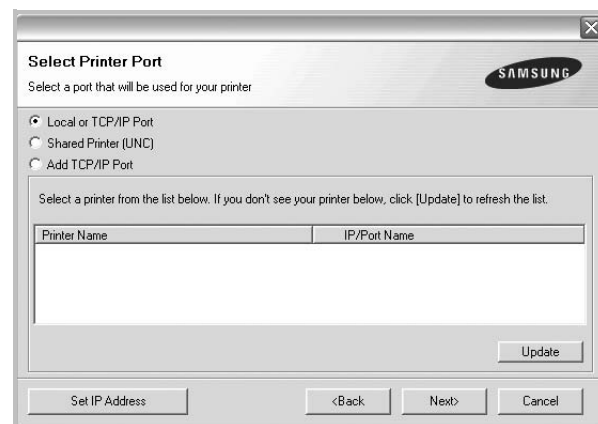 Select Printer Port
Select a port that will be used for your printer
SAMSUNG
Local or TCP/IP Port
Shared Printer (UNC)
Add TCP/IP Port
Select a printer from the list below. If you don't see your printer below, click [Update] to refresh the list.
Printer Name IP/Port Name
Update
Set IP Address <Back Next> Cancel